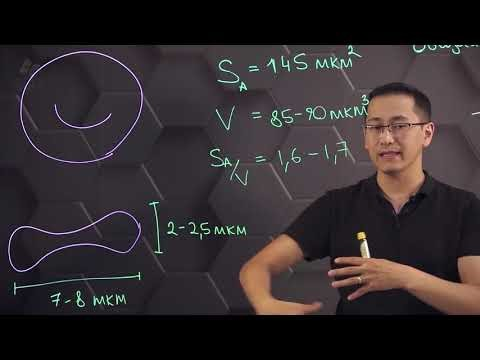 S_A = 145 мкм²
V = 85-90 мкм³
S_A/V = 1,6-1,7
2-2,5 мкм
7-8 мкм